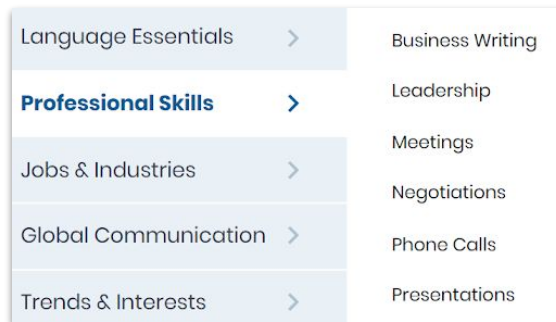 Language Essentials
Professional Skills
Jobs & Industries
Global Communication
Trends & Interests
Business Writing
Leadership
Meetings
Negotiations
Phone Calls
Presentations